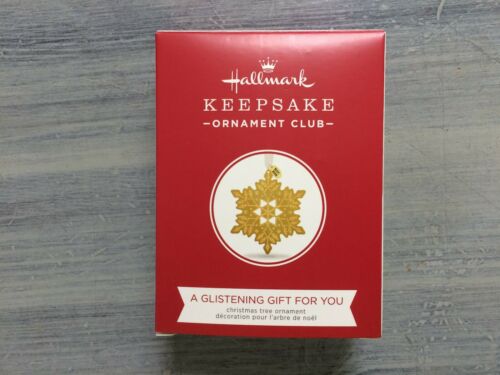 Hallmark
KEEPSAKE
—ORNAMENT CLUB—
A GLISTENING GIFT FOR YOU
christmas tree ornament
décoration pour l'arbre de noël